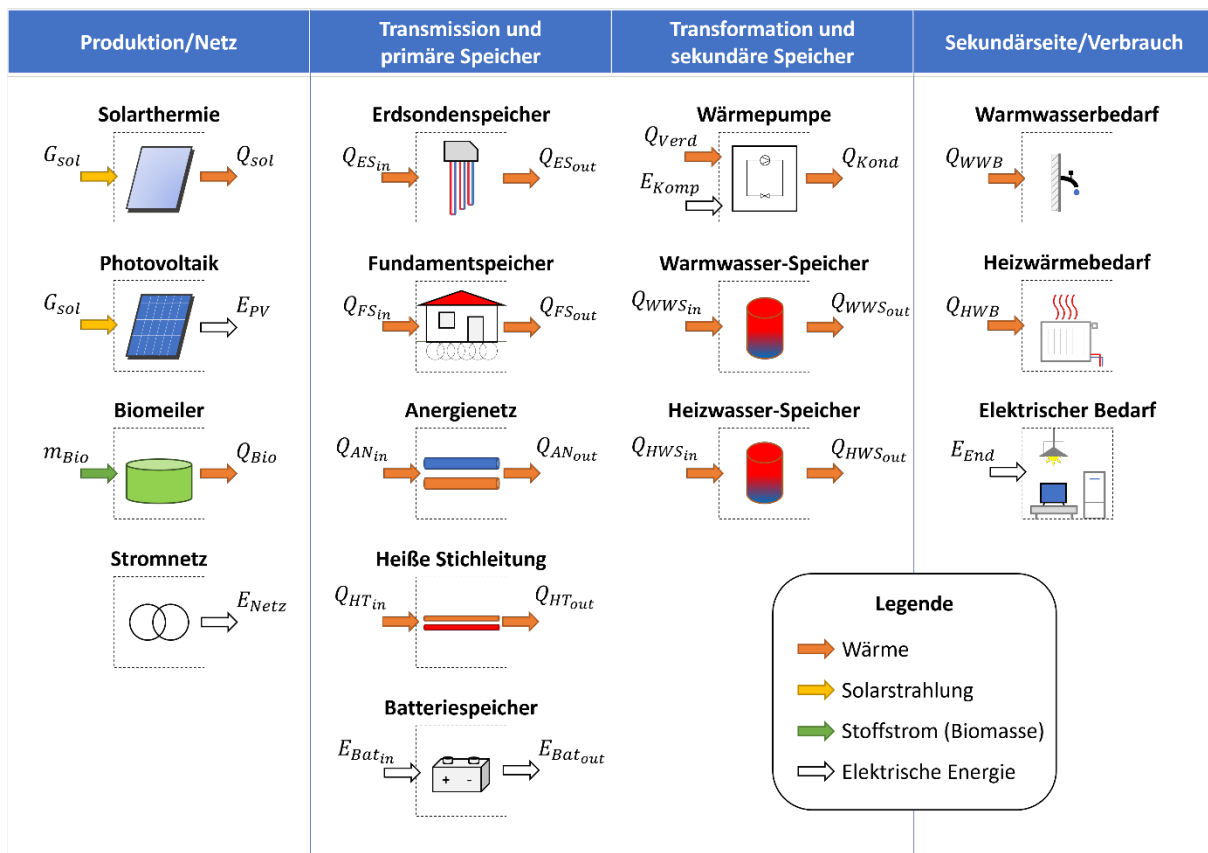 Produktion/Netz
Transmission und
primäre Speicher
Transformation und
sekundäre Speicher
Sekundärseite/Verbrauch
Solarthermie
G_sol
Q_sol
Photovoltaik
G_sol
E_PV
Biomeiler
m_Bio
Q_Bio
Stromnetz
E_Netz
Erdsondenspeicher
Q_ES_in
Q_ES_out
Fundamentspeicher
Q_FS_in
Q_FS_out
Anergienetz
Q_AN_in
Q_AN_out
Heiße Stichleitung
Q_HT_in
Q_HT_out
Batteriespeicher
E_Bat_in
E_Bat_out
+ -
Wärmepumpe
Q_Verd
E_Komp
Q_Kond
Warmwasser-Speicher
Q_WWS_in
Q_WWS_out
Heizwasser-Speicher
Q_HWS_in
Q_HWS_out
Warmwasserbedarf
Q_WWB
Heizwärmebedarf
Q_HWB
Elektrischer Bedarf
E_End
Legende
Wärme
Solarstrahlung
Stoffstrom (Biomasse)
Elektrische Energie